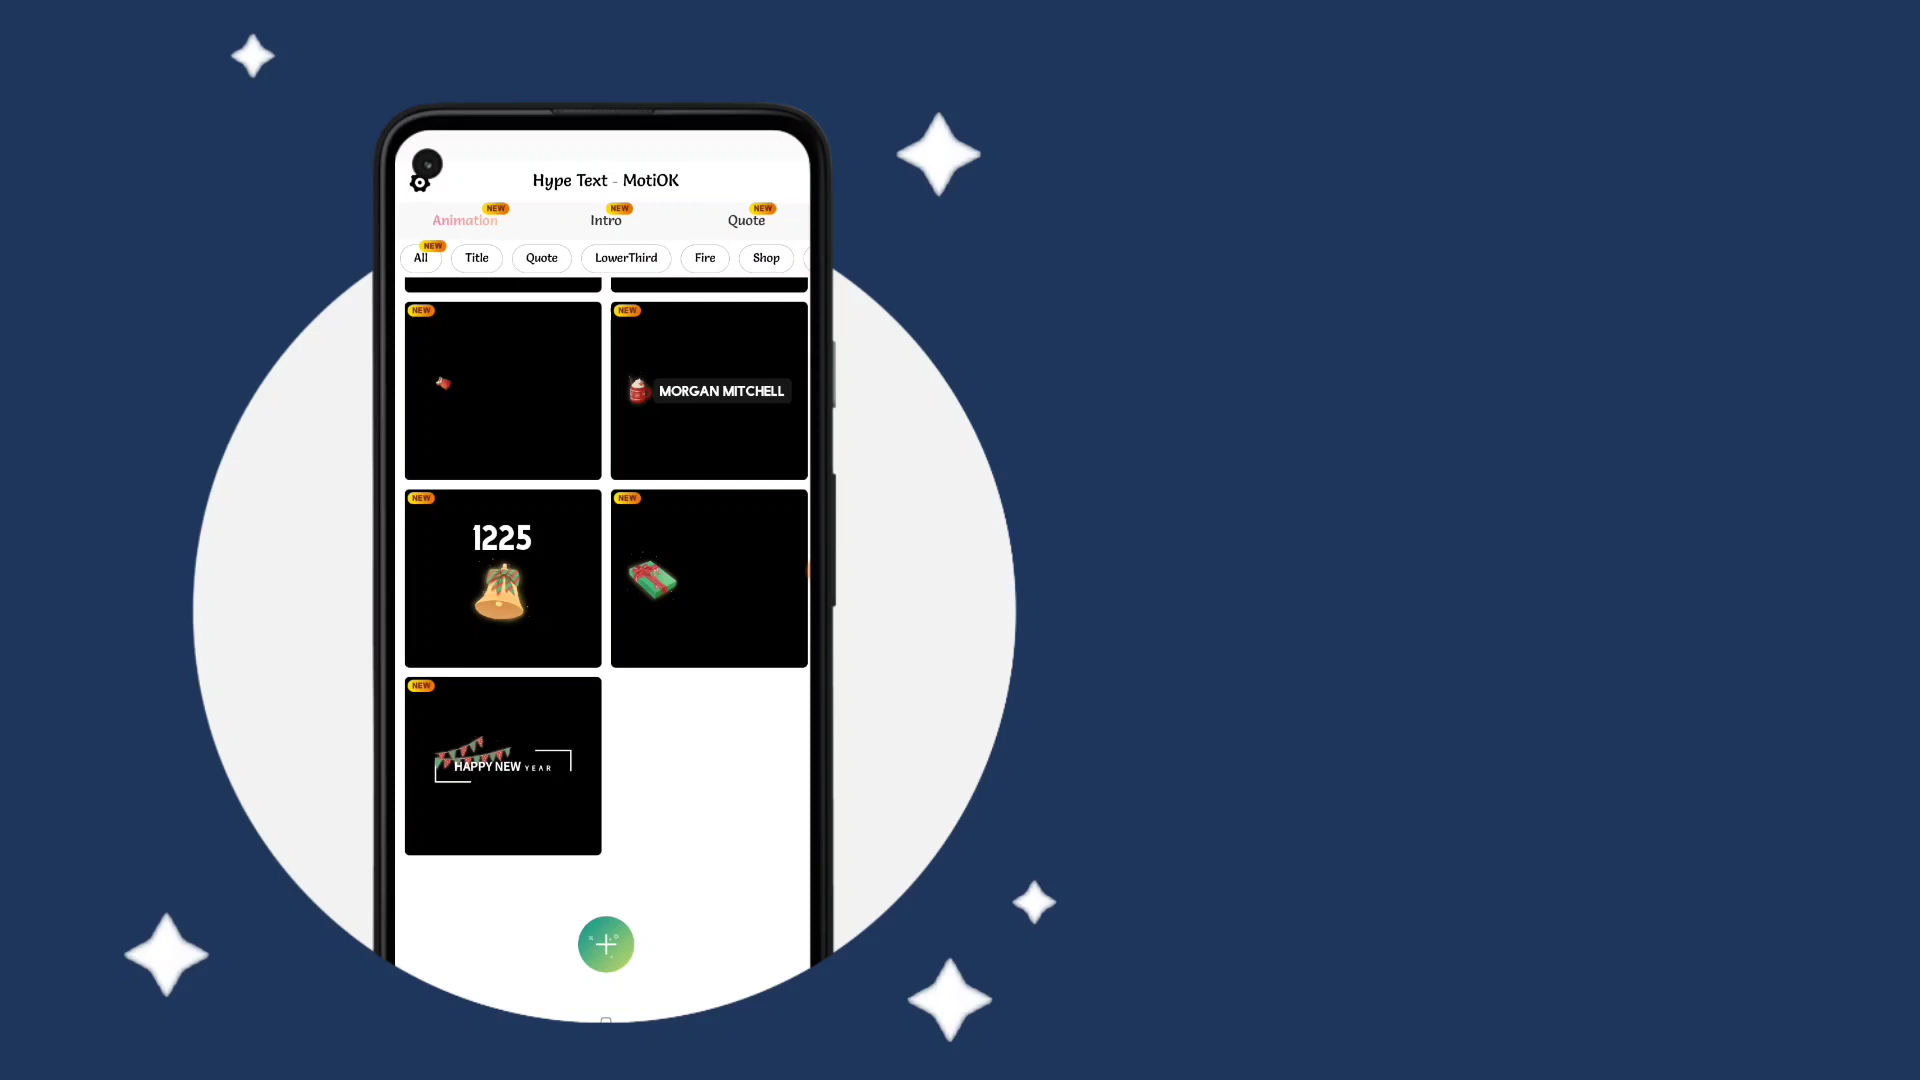 Hype Text - MotiOK
NEW
NEW
NEW
Animation
Intro
Quote
NEW
All
Title
Quote
LowerThird
Fire
Shop
NEW
NEW
MORGAN MITCHELL
NEW
NEW
1225
NEW
HAPPY NEW YEAR